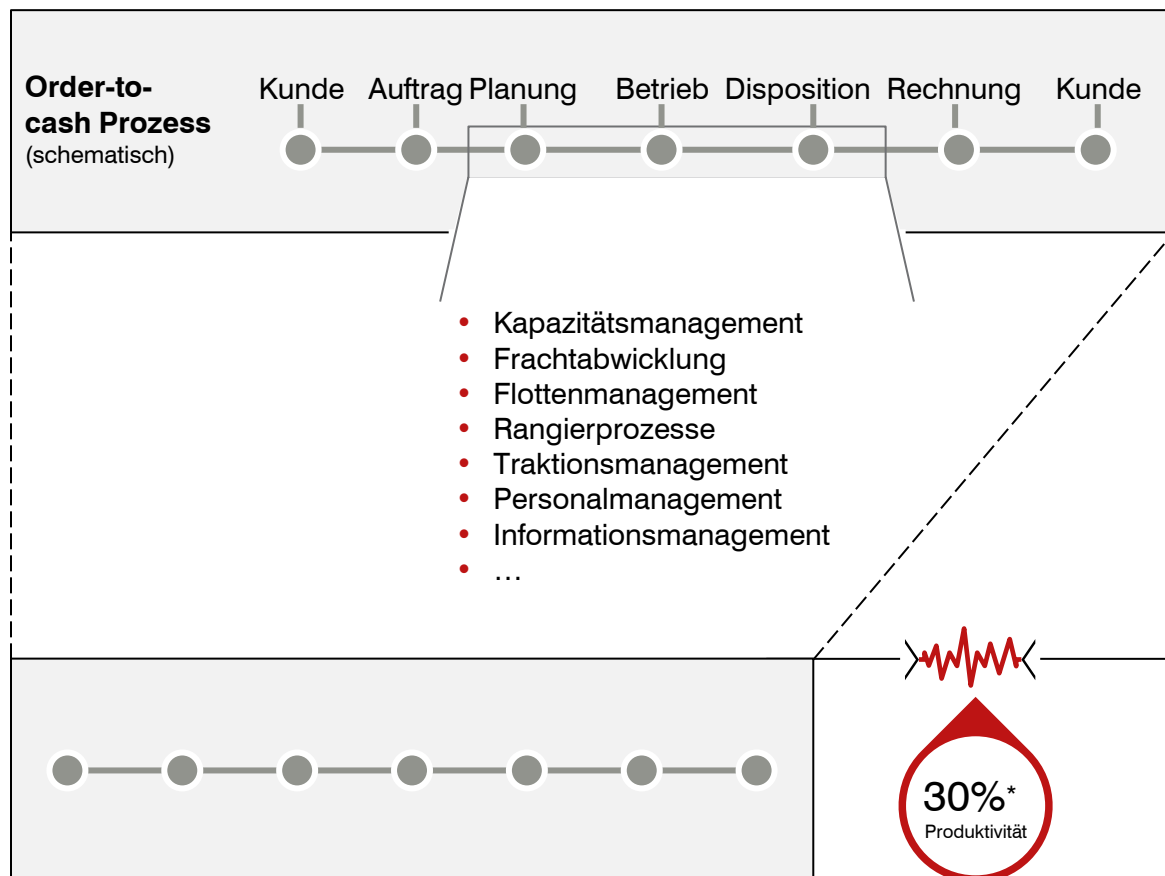 Order-to-
cash Prozess
(schematisch)
Kunde Auftrag Planung Betrieb Disposition Rechnung Kunde
• Kapazitätsmanagement
• Frachtabwicklung
• Flottenmanagement
• Rangierprozesse
• Traktionsmanagement
• Personalmanagement
• Informationsmanagement
• …
30%*
Produktivität